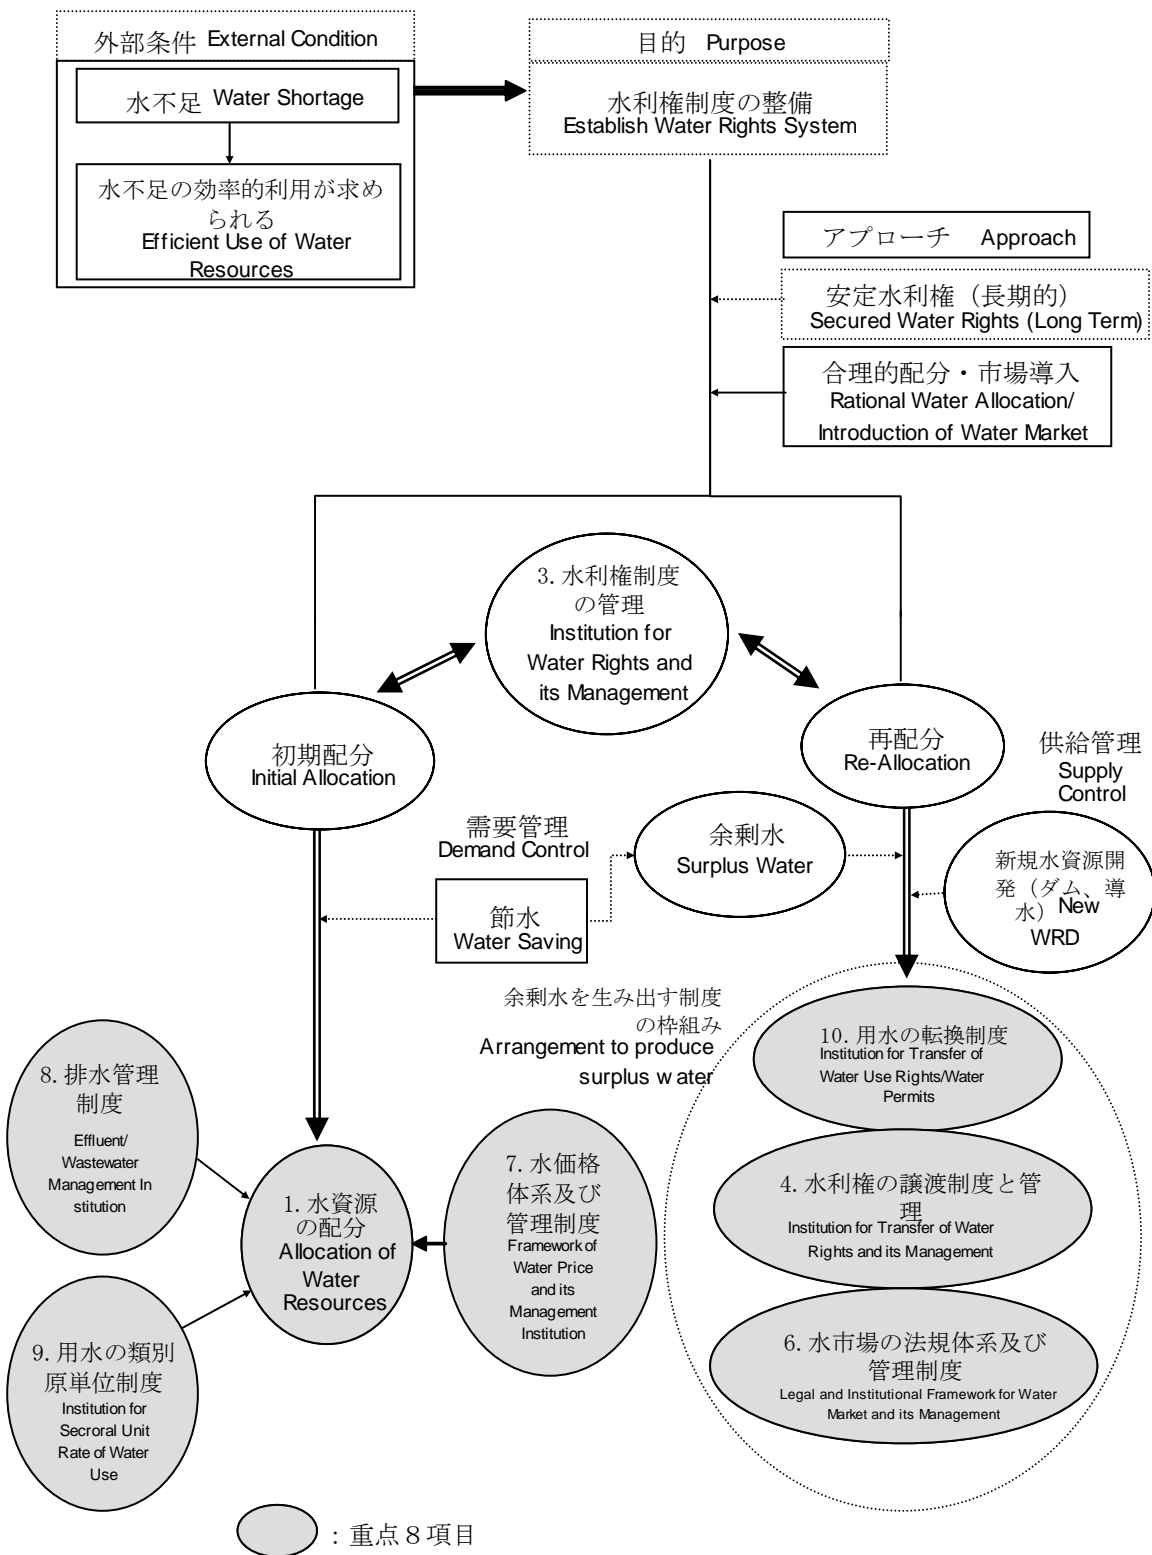 外部条件 External Condition
水不足 Water Shortage
水不足の効率的利用が求め
られる
Efficient Use of Water
Resources
目的 Purpose
水利権制度の整備
Establish Water Rights System
アプローチ Approach
安定水利権（長期的）
Secured Water Rights (Long Term)
合理的配分・市場導入
Rational Water Allocation/
Introduction of Water Market
3. 水利権制度
の管理
Institution for
Water Rights and
its Management
初期配分
Initial Allocation
再配分
Re-Allocation
供給管理
Supply
Control
需要管理
Demand Control
余剰水
Surplus Water
節水
Water Saving
新規水資源開
発（ダム、導
水）New
WRD
余剰水を生み出す制度
の枠組み
Arrangement to produce
surplus water
10. 用水の転換制度
Institution for Transfer of
Water Use Rights/Water
Permits
8. 排水管理
制度
Effluent/
Wastewater
Management In
stitution
1. 水資源
の配分
Allocation of
Water
Resources
7. 水価格
体系及び
管理制度
Framework of
Water Price
and its
Management
Institution
4. 水利権の譲渡制度と管
理
Institution for Transfer of Water
Rights and its Management
9. 用水の類別
原単位制度
Institution for
Secroral Unit
Rate of Water
Use
6. 水市場の法規体系及び
管理制度
Legal and Institutional Framework for Water
Market and its Management
：重点８項目